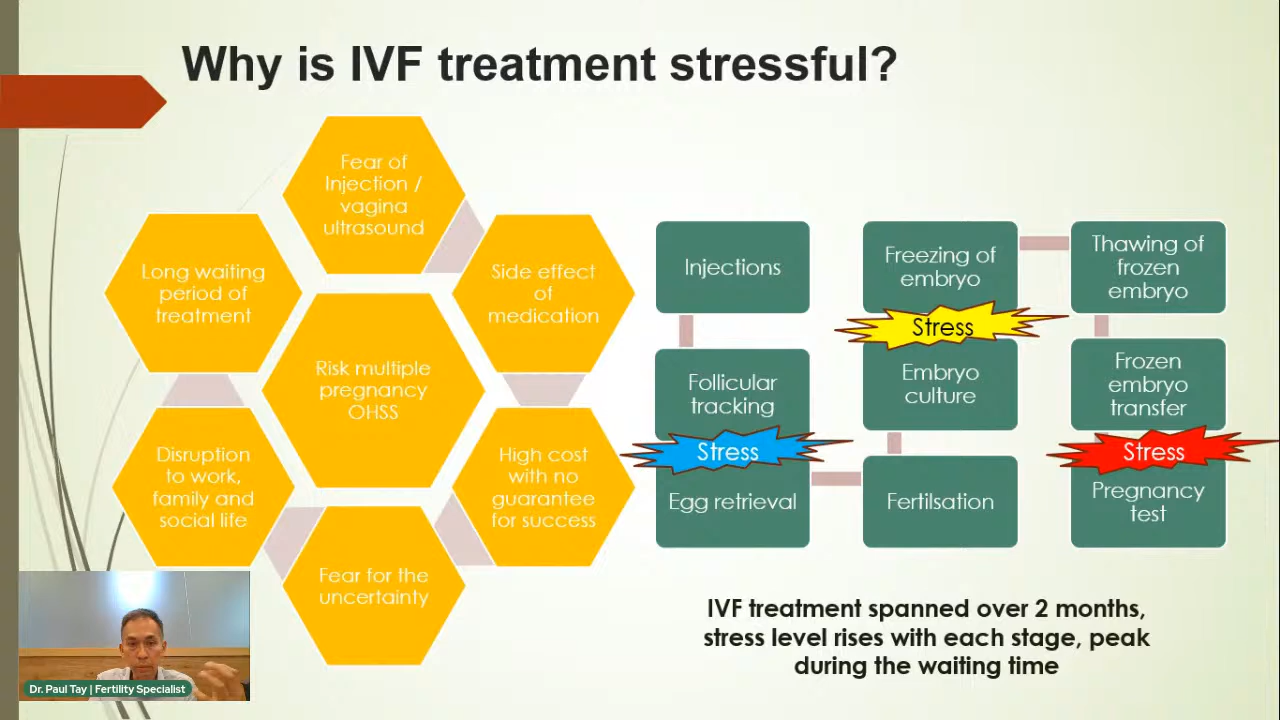 Why is IVF treatment stressful?
Fear of
Injection /
vagina
ultrasound
Long waiting
period of
treatment
Side effect
of
medication
Risk multiple
pregnancy
OHSS
Disruption
to work,
family and
social life
High cost
with no
guarantee
for success
Fear for the
uncertainty
Injections
Follicular
tracking
Stress
Egg retrieval
Freezing of
embryo
Stress
Embryo
culture
Fertilsation
Thawing of
frozen
embryo
Frozen
embryo
transfer
Stress
Pregnancy
test
IVF treatment spanned over 2 months,
stress level rises with each stage, peak
during the waiting time
Dr. Paul Tay | Fertility Specialist